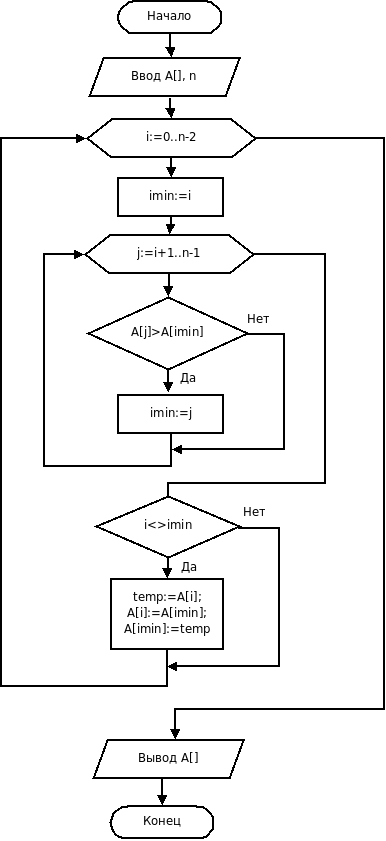 Начало
Ввод A[], n
i:=0..n-2
imin:=i
j:=i+1..n-1
A[j]>A[imin]
Нет
Да
imin:=j
i<>imin
Нет
Да
temp:=A[i];
A[i]:=A[imin];
A[imin]:=temp
Вывод A[]
Конец